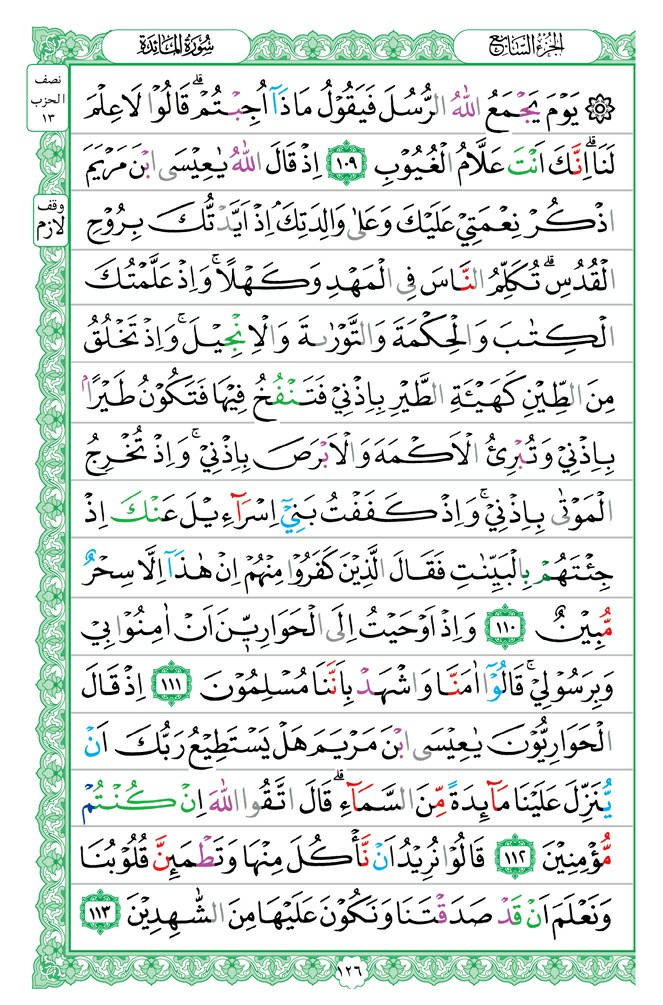 الجزء السابع
سورة المائدة
نصف
الحزب
١٣
وقف
لازم
۞ يَوْمَ يَجْمَعُ اللّٰهُ الرُّسُلَ فَيَقُوْلُ مَاذَآ اُجِبْتُمْ ۗ قَالُوْا لَا عِلْمَ
لَنَا ۗ اِنَّكَ اَنْتَ عَلَّامُ الْغُيُوْبِ ١٠٩ اِذْ قَالَ اللّٰهُ يٰعِيْسَى ابْنَ مَرْيَمَ
اذْكُرْ نِعْمَتِيْ عَلَيْكَ وَعَلٰى وَالِدَتِكَ ۘ اِذْ اَيَّدْتُّكَ بِرُوْحِ
الْقُدُسِ ۗ تُكَلِّمُ النَّاسَ فِى الْمَهْدِ وَكَهْلًا ۚ وَاِذْ عَلَّمْتُكَ
الْكِتٰبَ وَالْحِكْمَةَ وَالتَّوْرٰىةَ وَالْاِنْجِيْلَ ۚ وَاِذْ تَخْلُقُ
مِنَ الطِّيْنِ كَهَيْـَٔةِ الطَّيْرِ بِاِذْنِيْ فَتَنْفُخُ فِيْهَا فَتَكُوْنُ طَيْرًاۢ
بِاِذْنِيْ وَتُبْرِئُ الْاَكْمَهَ وَالْاَبْرَصَ بِاِذْنِيْ ۚ وَاِذْ تُخْرِجُ
الْمَوْتٰى بِاِذْنِيْ ۚ وَاِذْ كَفَفْتُ بَنِيْٓ اِسْرَآءِيْلَ عَنْكَ اِذْ
جِئْتَهُمْ بِالْبَيِّنٰتِ فَقَالَ الَّذِيْنَ كَفَرُوْا مِنْهُمْ اِنْ هٰذَآ اِلَّا سِحْرٌ
مُّبِيْنٌ ١١٠ وَاِذْ اَوْحَيْتُ اِلَى الْحَوَارِيّٖنَ اَنْ اٰمِنُوْا بِيْ
وَبِرَسُوْلِيْ ۚ قَالُوْٓا اٰمَنَّا وَاشْهَدْ بِاَنَّنَا مُسْلِمُوْنَ ١١١ اِذْ قَالَ
الْحَوَارِيُّوْنَ يٰعِيْسَى ابْنَ مَرْيَمَ هَلْ يَسْتَطِيْعُ رَبُّكَ اَنْ
يُّنَزِّلَ عَلَيْنَا مَآىِٕدَةً مِّنَ السَّمَآءِ ۗ قَالَ اتَّقُوا اللّٰهَ اِنْ كُنْتُمْ
مُّؤْمِنِيْنَ ١١٢ قَالُوْا نُرِيْدُ اَنْ نَّأْكُلَ مِنْهَا وَتَطْمَىِٕنَّ قُلُوْبُنَا
وَنَعْلَمَ اَنْ قَدْ صَدَقْتَنَا وَنَكُوْنَ عَلَيْهَا مِنَ الشّٰهِدِيْنَ ١١٣
١٢٦